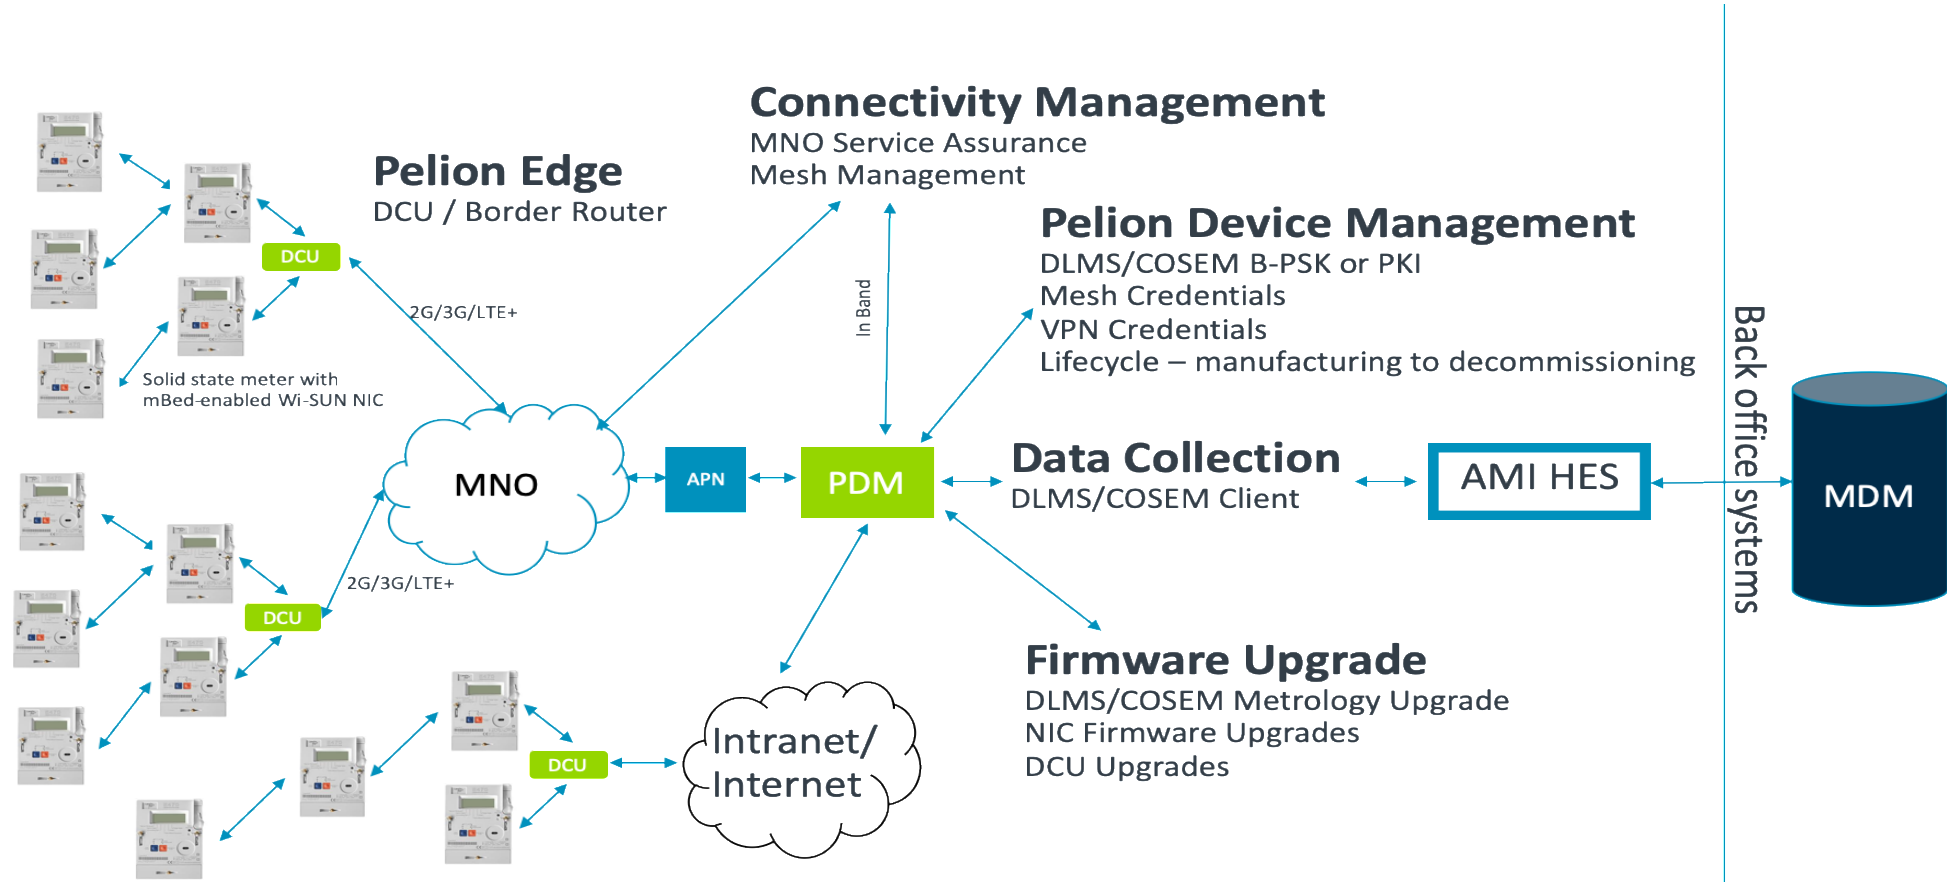 Connectivity Management
MNO Service Assurance
Mesh Management
Pelion Edge
DCU / Border Router
Pelion Device Management
DLMS/COSEM B-PSK or PKI
Mesh Credentials
VPN Credentials
Lifecycle – manufacturing to decommissioning
DCU
2G/3G/LTE+
In Band
Solid state meter with
mBed-enabled Wi-SUN NIC
MNO
APN
PDM
Data Collection
DLMS/COSEM Client
AMI HES
Back office systems
MDM
2G/3G/LTE+
DCU
Firmware Upgrade
DLMS/COSEM Metrology Upgrade
NIC Firmware Upgrades
DCU Upgrades
DCU
Intranet/
Internet